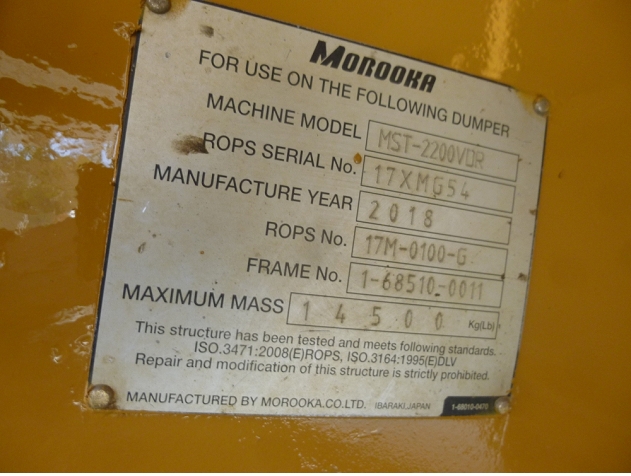 MOROOKA
FOR USE ON THE FOLLOWING DUMPER
MACHINE MODEL MST-2200VDR
ROPS SERIAL No. 17XMG54
MANUFACTURE YEAR 2018
ROPS No. 17M-0100-G
FRAME No. 1-68510-0011
MAXIMUM MASS 14500 Kg(Lb)
This structure has been tested and meets following standards.
ISO.3471:2008(E)ROPS, ISO.3164:1995(E)DLV
Repair and modification of this structure is strictly prohibited.
MANUFACTURED BY MOROOKA.CO.LTD. IBARAKI,JAPAN 1-68010-0470